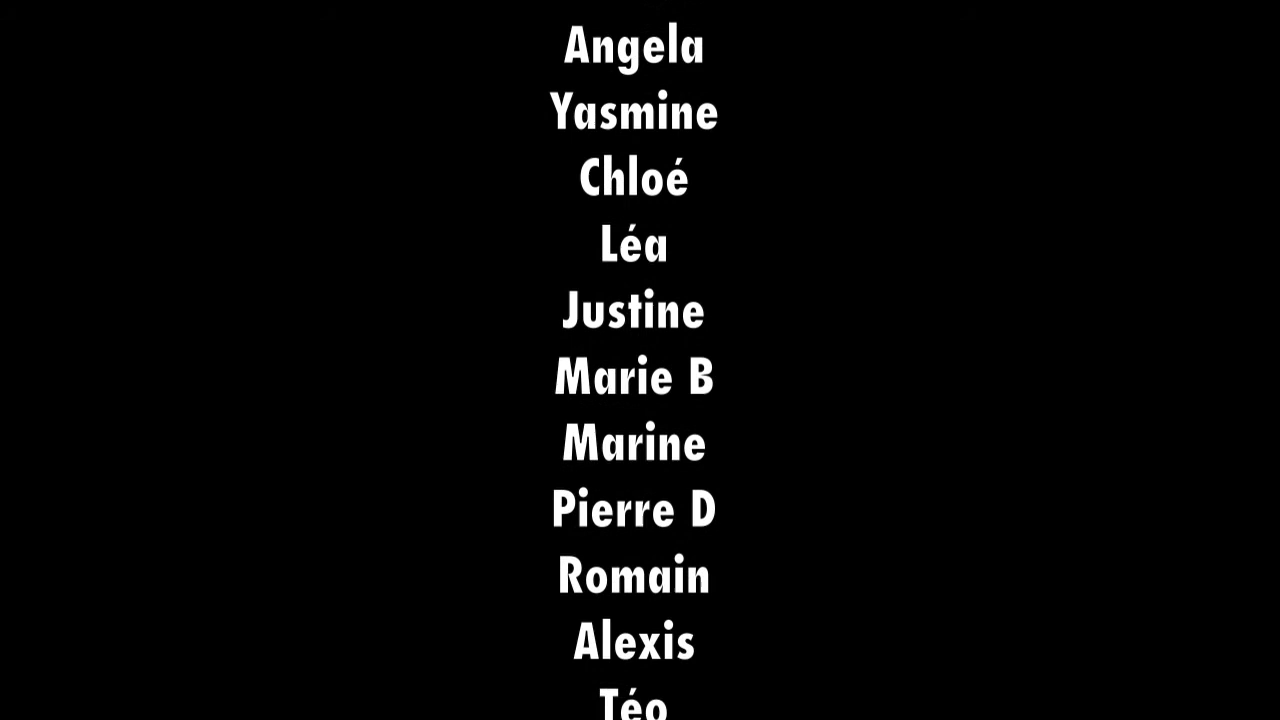 Angela
Yasmine
Chloé
Léa
Justine
Marie B
Marine
Pierre D
Romain
Alexis
Téo